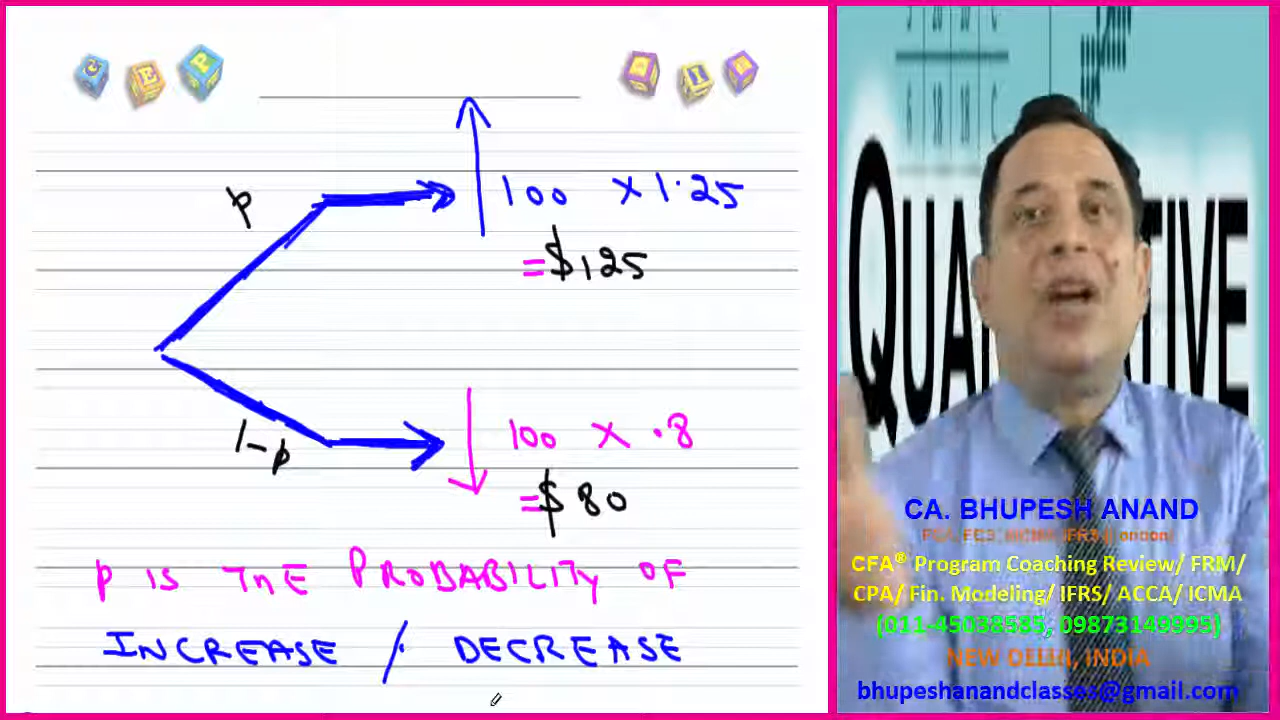 p
100 × 1.25
= $125
1-p
100 × .8
= $80
P IS THE PROBABILITY OF
INCREASE / DECREASE
QUAN
TIVE
CA. BHUPESH ANAND
CFA® Program Coaching Review/ FRM/
CPA/ Fin. Modeling/ IFRS/ ACCA/ ICMA
(011-45038585, 09873149995)
NEW DELHI, INDIA
bhupeshanandclasses@gmail.com